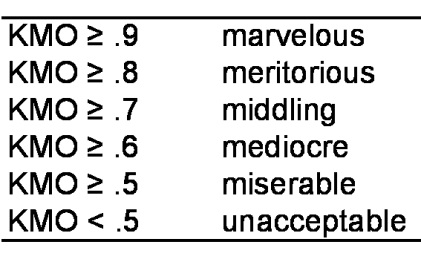 KMO ≥ .9 marvelous
KMO ≥ .8 meritorious
KMO ≥ .7 middling
KMO ≥ .6 mediocre
KMO ≥ .5 miserable
KMO < .5 unacceptable